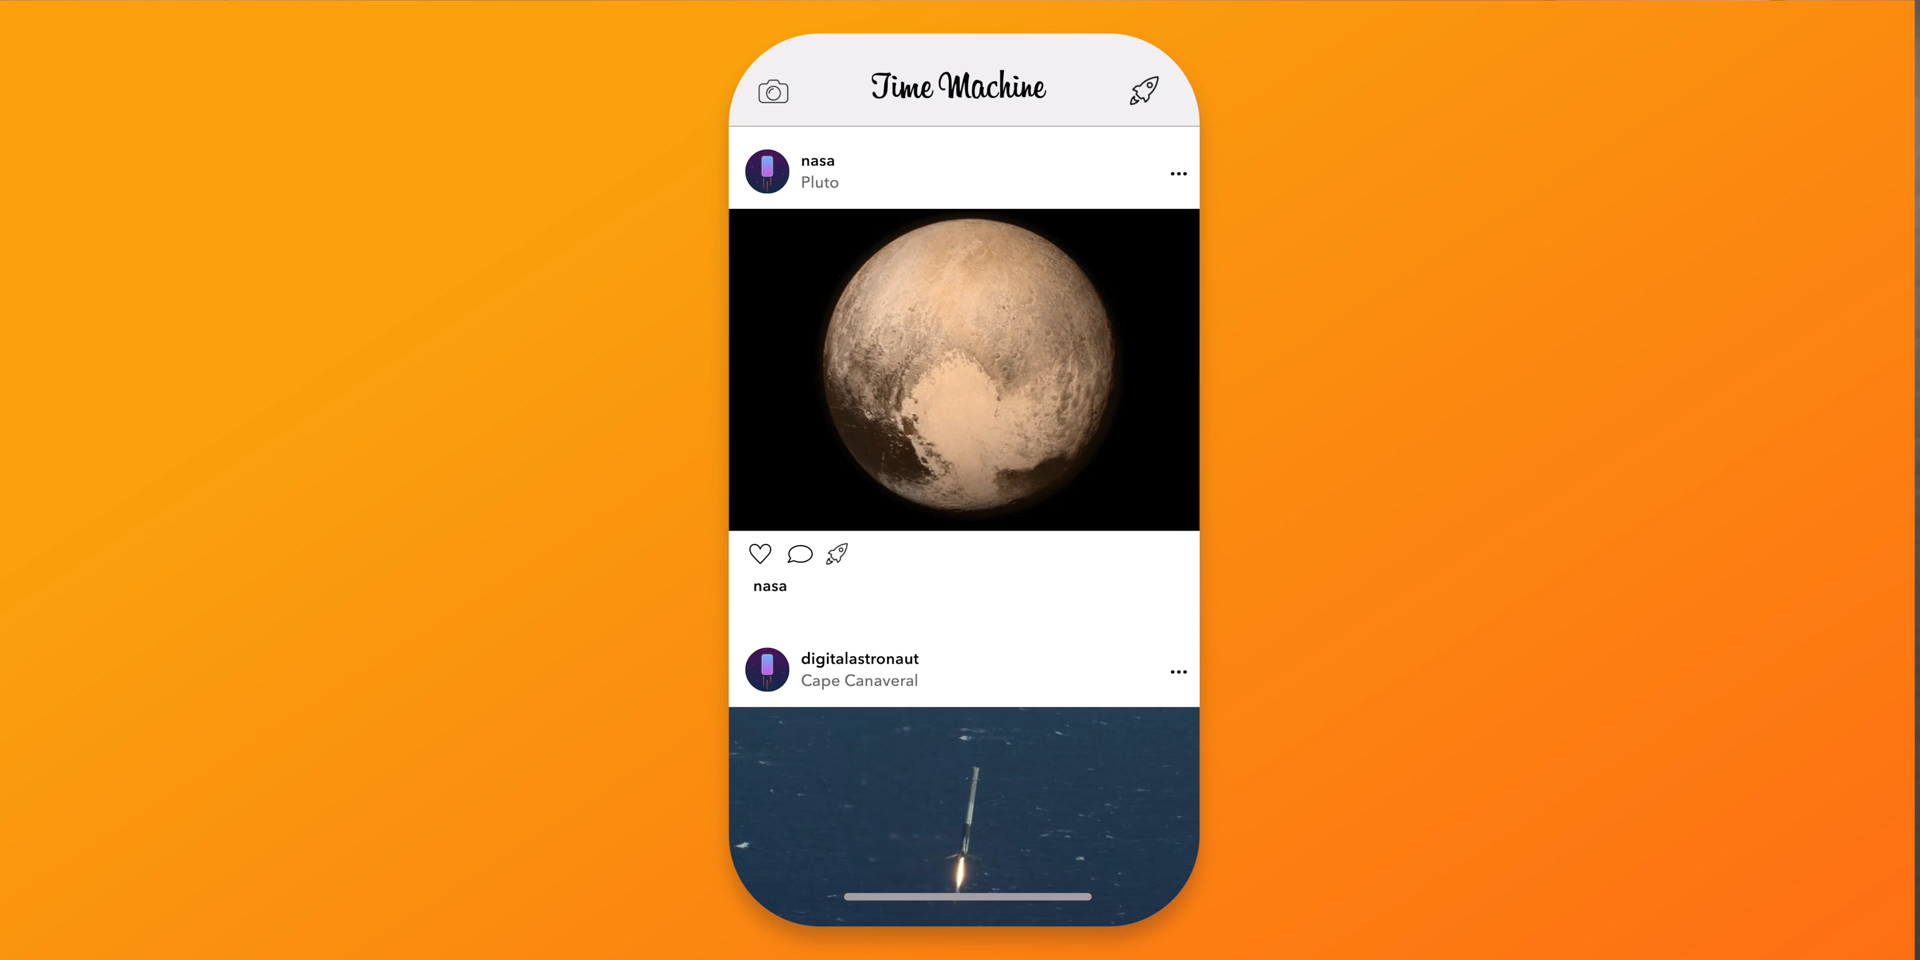 Time Machine
nasa
Pluto
nasa
digitalastronaut
Cape Canaveral